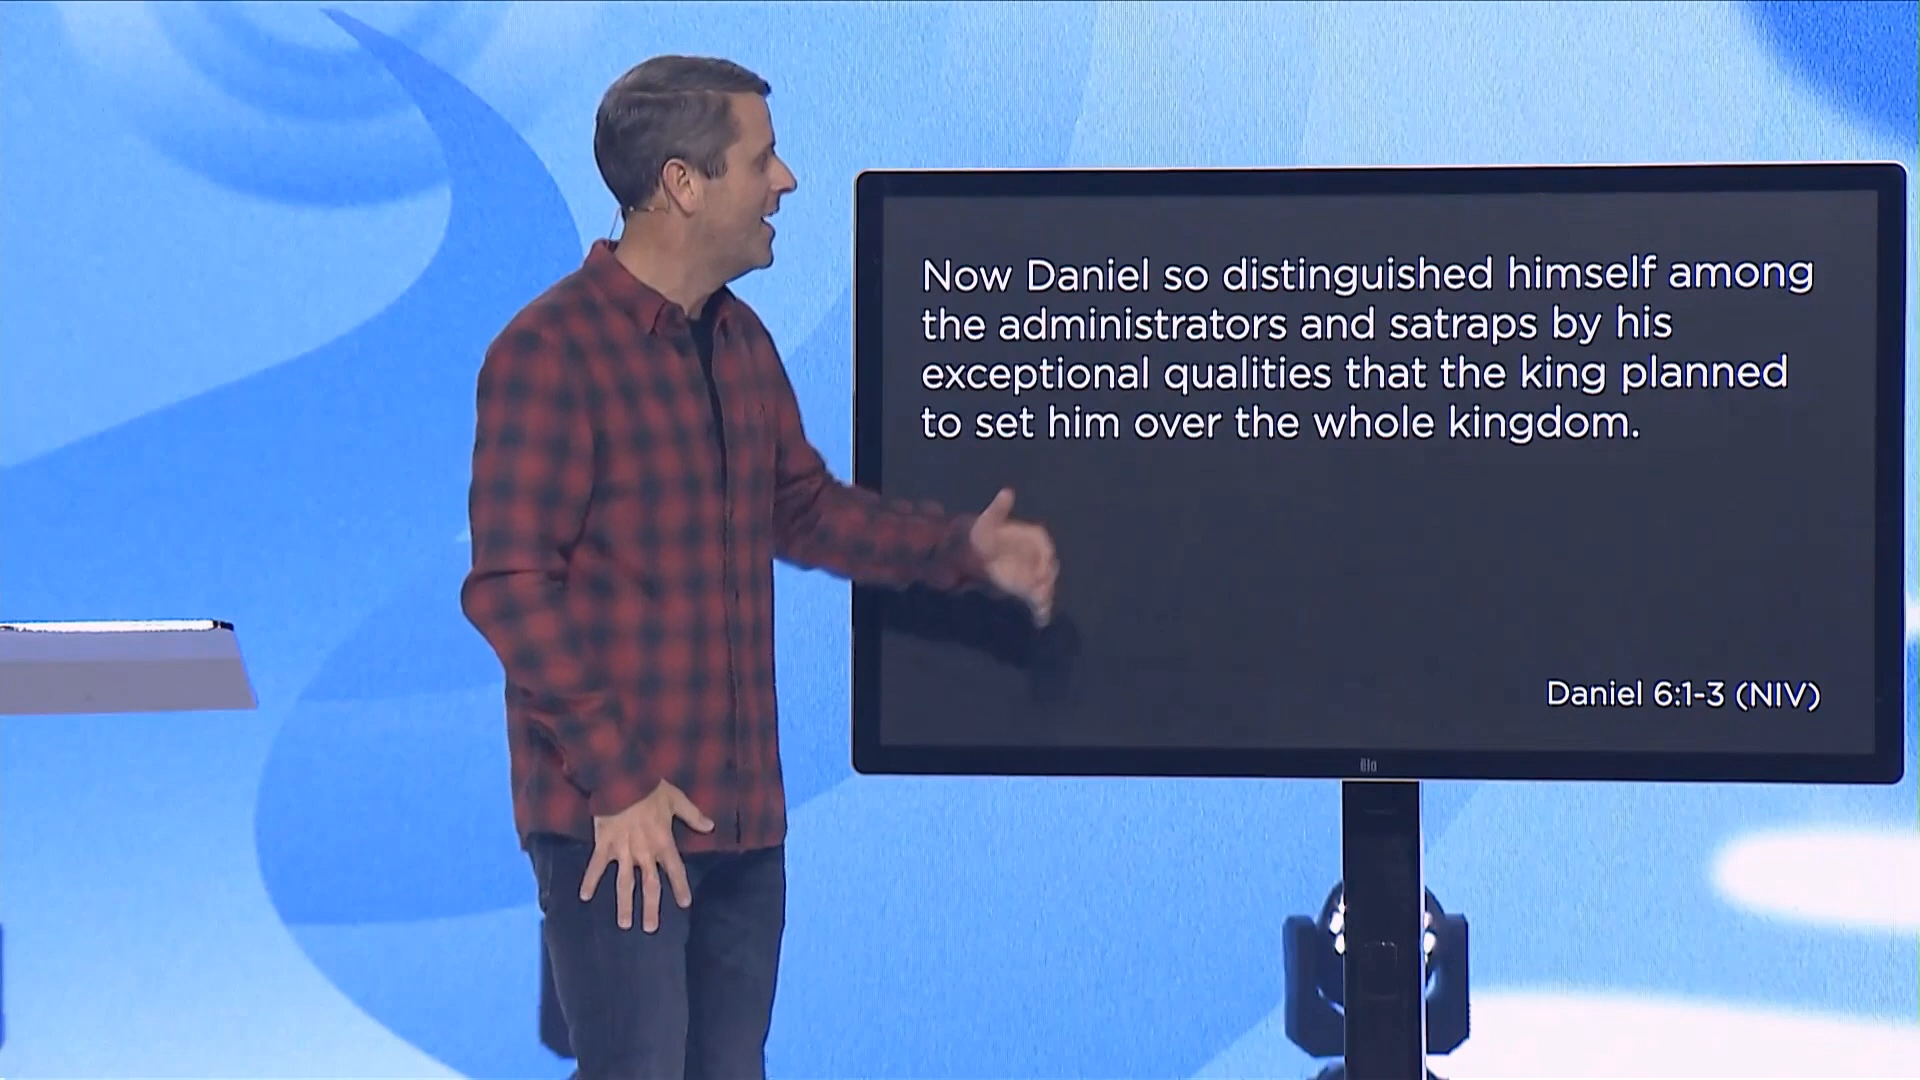 Now Daniel so distinguished himself among
the administrators and satraps by his
exceptional qualities that the king planned
to set him over the whole kingdom.
Daniel 6:1-3 (NIV)
elo